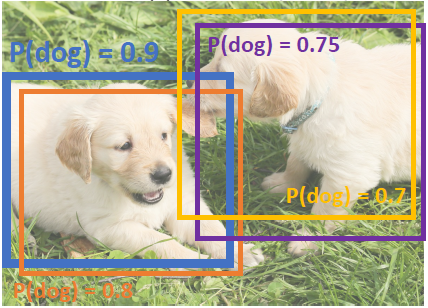 P(dog) = 0.75
P(dog) = 0.9
P(dog) = 0.7
P(dog) = 0.8